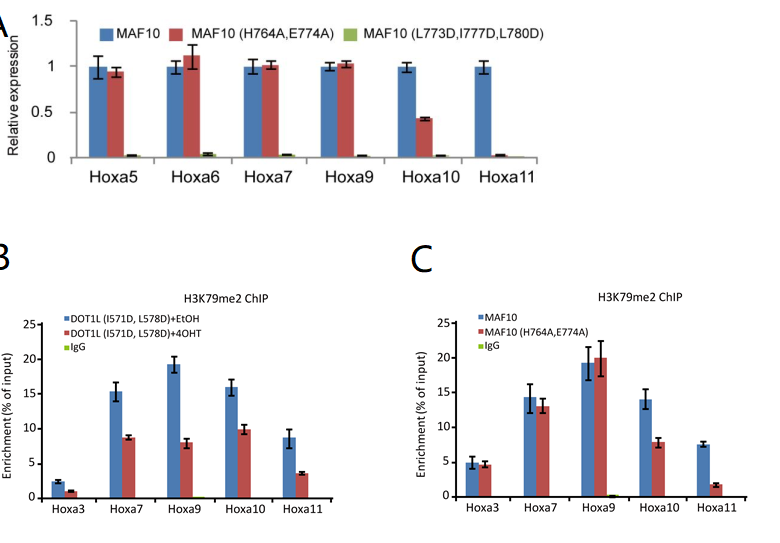 A
1.5
MAF10
MAF10 (H764A,E774A)
MAF10 (L773D,I777D,L780D)
Relative expression
1
0.5
0
Hoxa5 Hoxa6 Hoxa7 Hoxa9 Hoxa10 Hoxa11
B
H3K79me2 ChIP
DOT1L (I571D, L578D)+EtOH
DOT1L (I571D, L578D)+4OHT
IgG
Enrichment (% of input)
25
20
15
10
5
0
Hoxa3 Hoxa7 Hoxa9 Hoxa10 Hoxa11
C
H3K79me2 ChIP
MAF10
MAF10 (H764A,E774A)
IgG
Enrichment (% of input)
25
20
15
10
5
0
Hoxa3 Hoxa7 Hoxa9 Hoxa10 Hoxa11